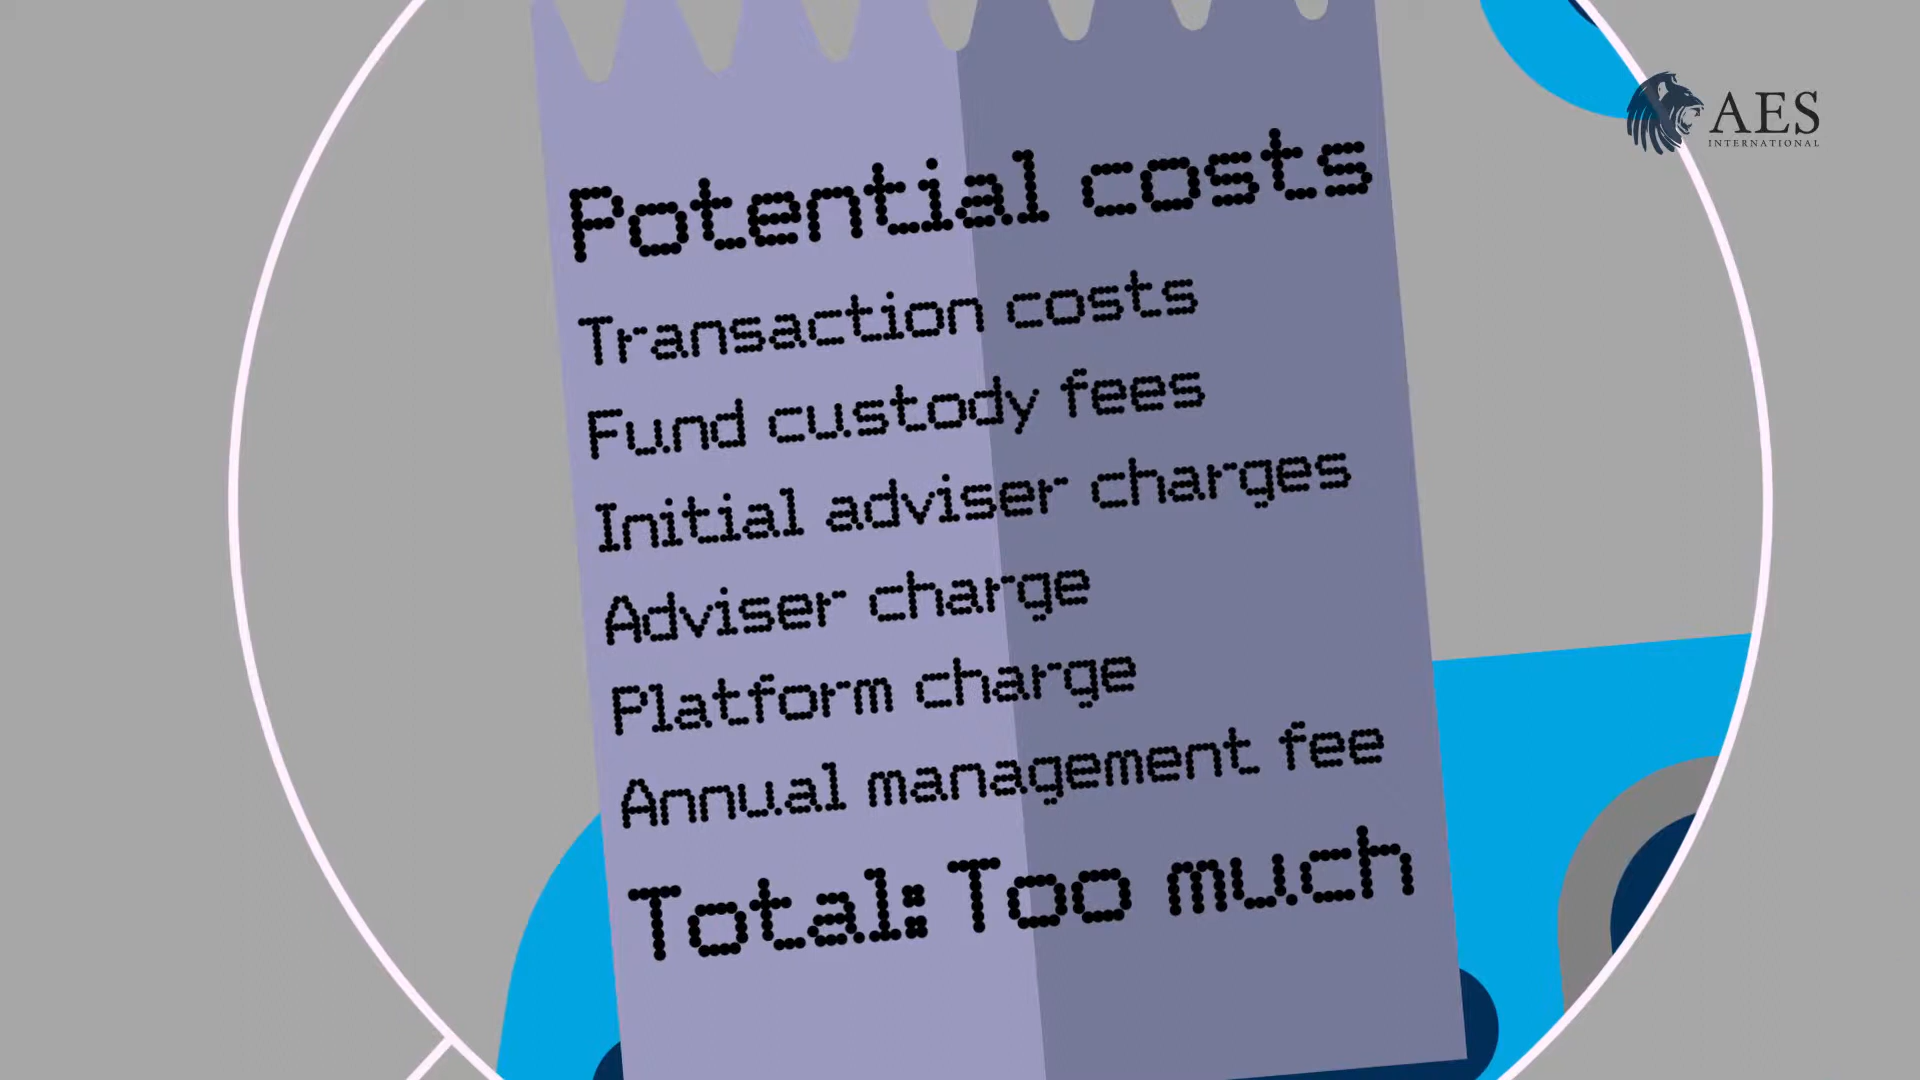 AES
INTERNATIONAL
Potential costs
Transaction costs
Fund custody fees
Initial adviser charges
Adviser charge
Platform charge
Annual management fee
Total: Too much